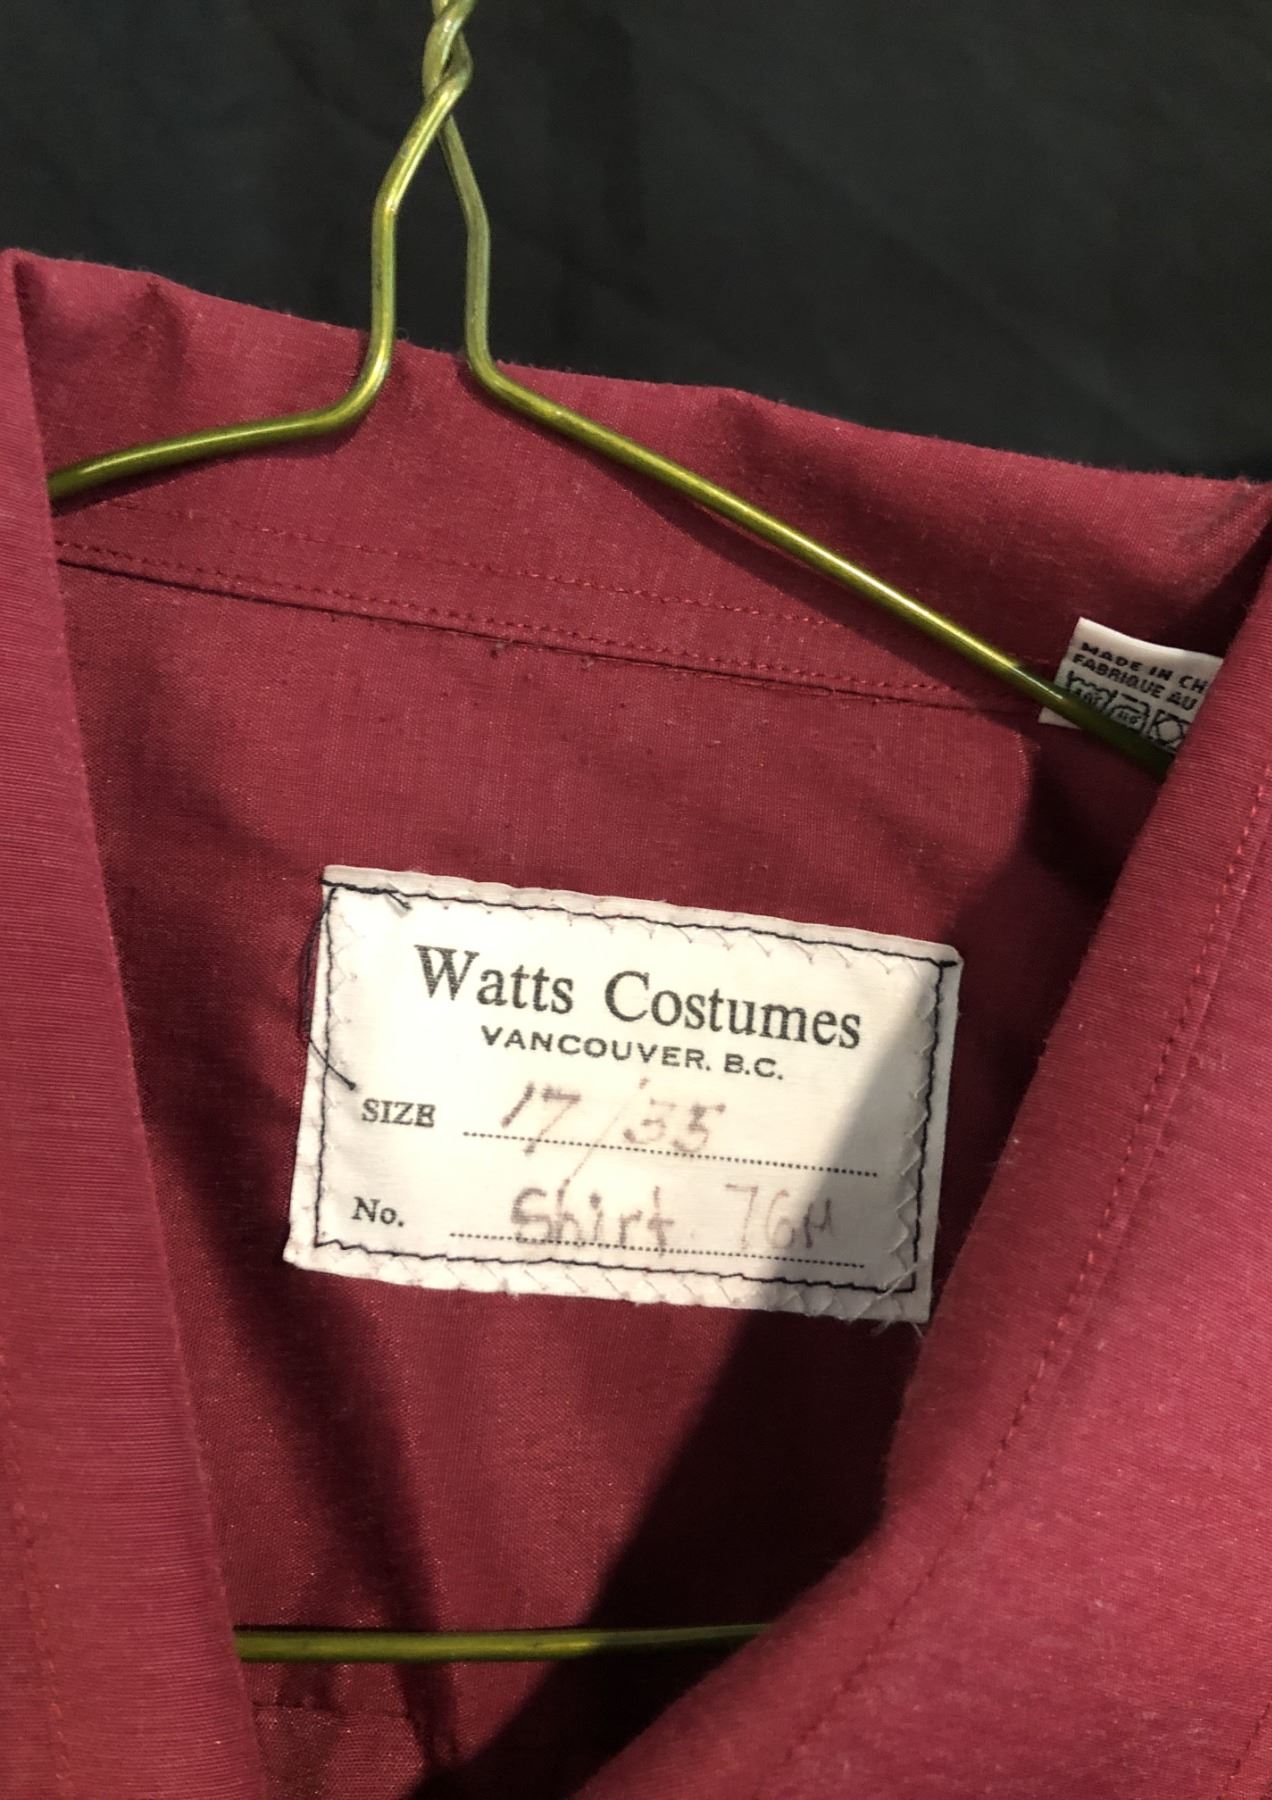 MADE IN CH
FABRIQUE AU
Watts Costumes
VANCOUVER, B.C.
SIZE 17/35
No. Shirt 76M